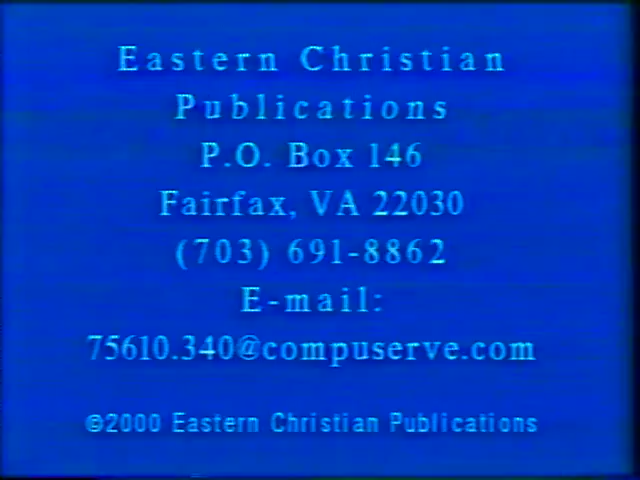 Eastern Christian
Publications
P.O. Box 146
Fairfax, VA 22030
(703) 691-8862
E-mail:
75610.340@compuserve.com
©2000 Eastern Christian Publications